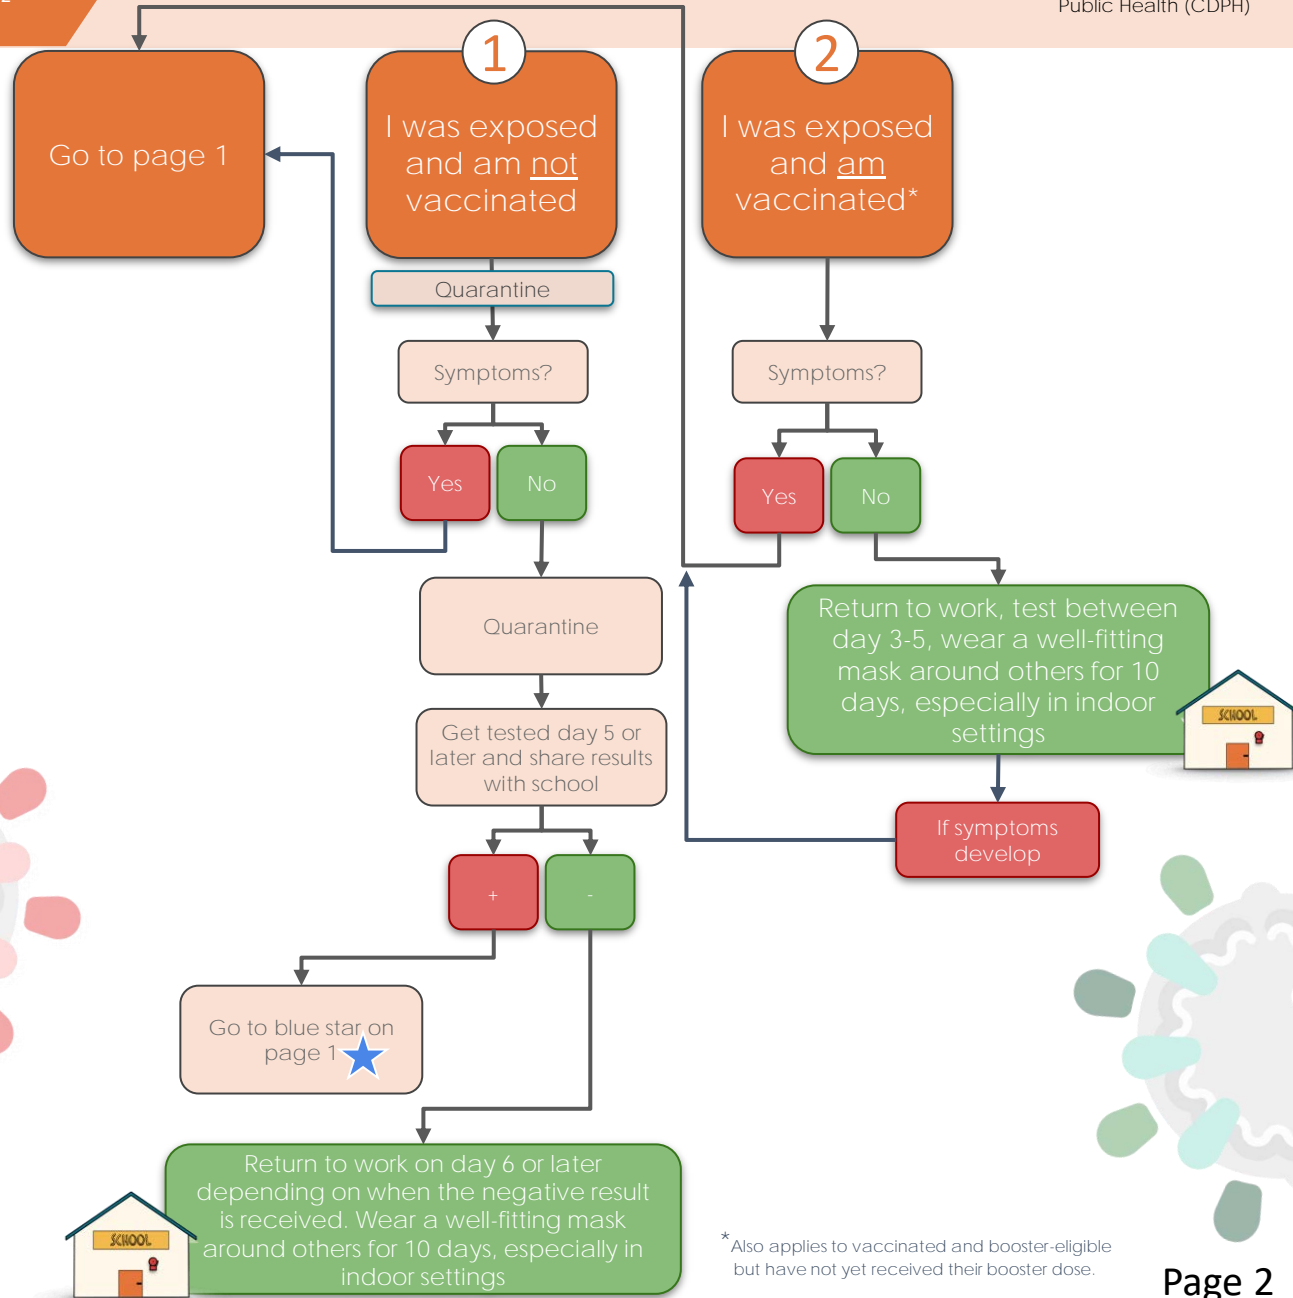 Public Health (CDPH)
Go to page 1
1
I was exposed
and am not
vaccinated
2
I was exposed
and am
vaccinated*
Quarantine
Symptoms?
Yes
No
Symptoms?
Yes
No
Quarantine
Get tested day 5 or
later and share results
with school
+
-
Go to blue star on
page 1
Return to work on day 6 or later
depending on when the negative result
is received. Wear a well-fitting mask
around others for 10 days, especially in
indoor settings
SCHOOL
Return to work, test between
day 3-5, wear a well-fitting
mask around others for 10
days, especially in indoor
settings
SCHOOL
If symptoms
develop
*Also applies to vaccinated and booster-eligible
but have not yet received their booster dose.
Page 2